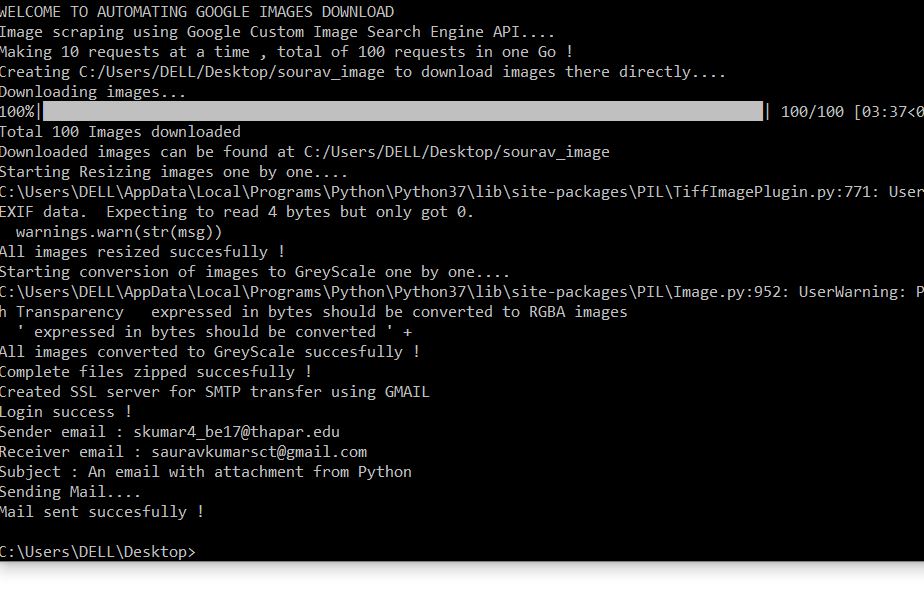 WELCOME TO AUTOMATING GOOGLE IMAGES DOWNLOAD
Image scraping using Google Custom Image Search Engine API....
Making 10 requests at a time , total of 100 requests in one Go !
Creating C:/Users/DELL/Desktop/sourav_image to download images there directly....
Downloading images...
100%| | 100/100 [03:37<0
Total 100 Images downloaded
Downloaded images can be found at C:/Users/DELL/Desktop/sourav_image
Starting Resizing images one by one....
C:\Users\DELL\AppData\Local\Programs\Python\Python37\lib\site-packages\PIL\TiffImagePlugin.py:771: User
EXIF data.  Expecting to read 4 bytes but only got 0.
  warnings.warn(str(msg))
All images resized succesfully !
Starting conversion of images to GreyScale one by one....
C:\Users\DELL\AppData\Local\Programs\Python\Python37\lib\site-packages\PIL\Image.py:952: UserWarning: P
h Transparency   expressed in bytes should be converted to RGBA images
  ' expressed in bytes should be converted ' +
All images converted to GreyScale succesfully !
Complete files zipped succesfully !
Created SSL server for SMTP transfer using GMAIL
Login success !
Sender email : skumar4_be17@thapar.edu
Receiver email : sauravkumarsct@gmail.com
Subject : An email with attachment from Python
Sending Mail....
Mail sent succesfully !
C:\Users\DELL\Desktop>